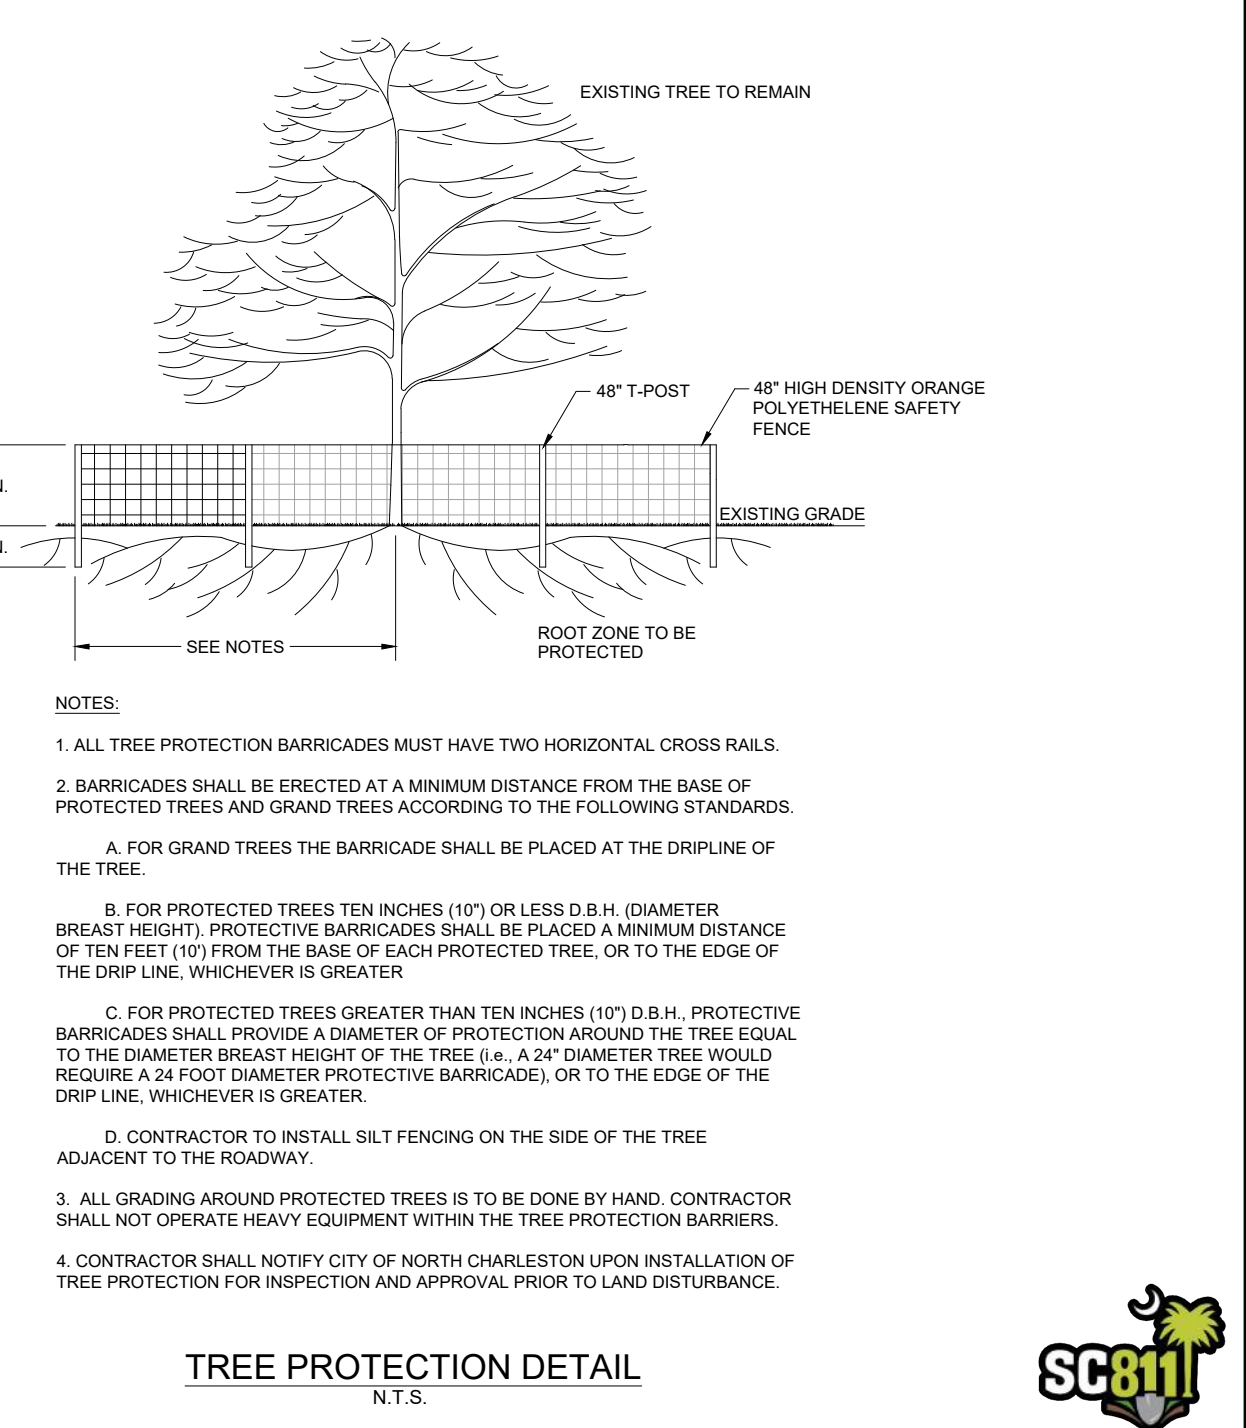 EXISTING TREE TO REMAIN
48" T-POST
48" HIGH DENSITY ORANGE
POLYETHELENE SAFETY
FENCE
EXISTING GRADE
SEE NOTES
ROOT ZONE TO BE
PROTECTED
NOTES:
1. ALL TREE PROTECTION BARRICADES MUST HAVE TWO HORIZONTAL CROSS RAILS.
2. BARRICADES SHALL BE ERECTED AT A MINIMUM DISTANCE FROM THE BASE OF
PROTECTED TREES AND GRAND TREES ACCORDING TO THE FOLLOWING STANDARDS.
A. FOR GRAND TREES THE BARRICADE SHALL BE PLACED AT THE DRIPLINE OF
THE TREE.
B. FOR PROTECTED TREES TEN INCHES (10") OR LESS D.B.H. (DIAMETER
BREAST HEIGHT). PROTECTIVE BARRICADES SHALL BE PLACED A MINIMUM DISTANCE
OF TEN FEET (10') FROM THE BASE OF EACH PROTECTED TREE, OR TO THE EDGE OF
THE DRIP LINE, WHICHEVER IS GREATER
C. FOR PROTECTED TREES GREATER THAN TEN INCHES (10") D.B.H., PROTECTIVE
BARRICADES SHALL PROVIDE A DIAMETER OF PROTECTION AROUND THE TREE EQUAL
TO THE DIAMETER BREAST HEIGHT OF THE TREE (i.e., A 24" DIAMETER TREE WOULD
REQUIRE A 24 FOOT DIAMETER PROTECTIVE BARRICADE), OR TO THE EDGE OF THE
DRIP LINE, WHICHEVER IS GREATER.
D. CONTRACTOR TO INSTALL SILT FENCING ON THE SIDE OF THE TREE
ADJACENT TO THE ROADWAY.
3. ALL GRADING AROUND PROTECTED TREES IS TO BE DONE BY HAND. CONTRACTOR
SHALL NOT OPERATE HEAVY EQUIPMENT WITHIN THE TREE PROTECTION BARRIERS.
4. CONTRACTOR SHALL NOTIFY CITY OF NORTH CHARLESTON UPON INSTALLATION OF
TREE PROTECTION FOR INSPECTION AND APPROVAL PRIOR TO LAND DISTURBANCE.
TREE PROTECTION DETAIL
N.T.S.
SC811